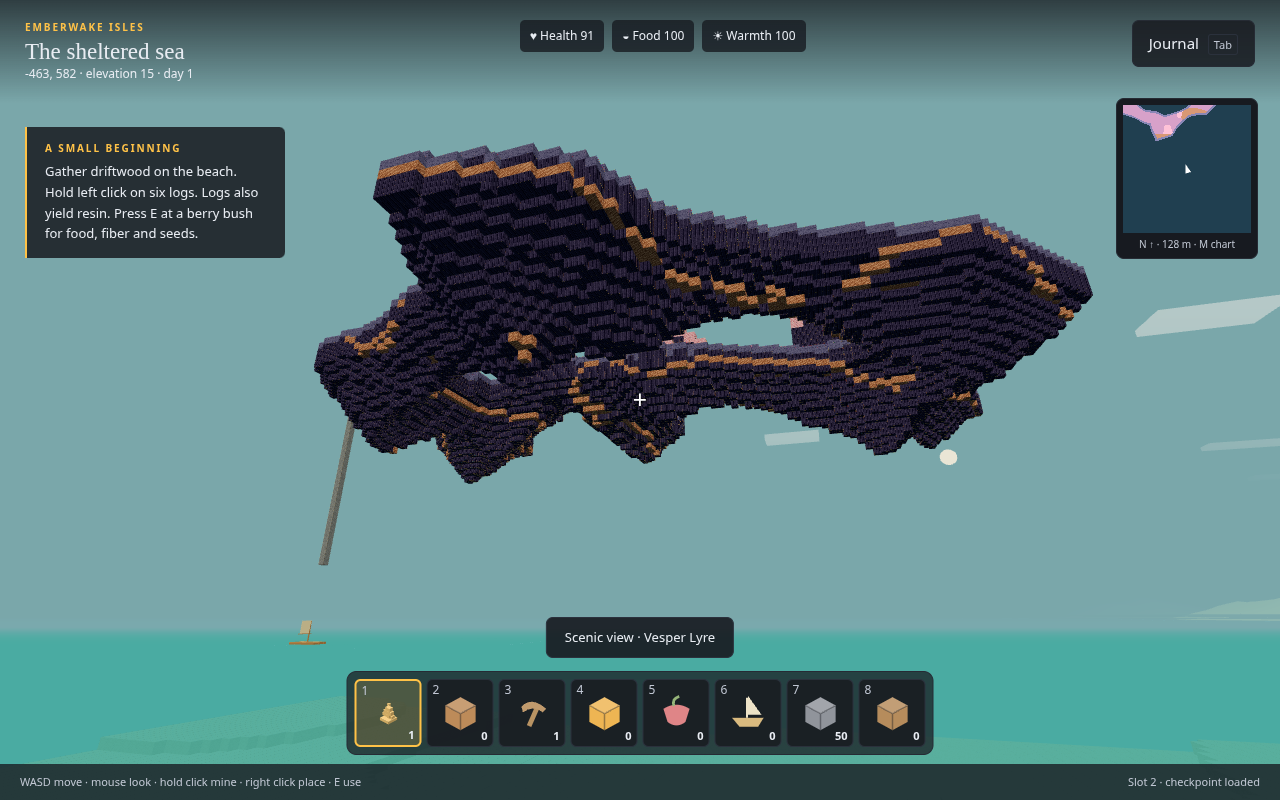 EMBERWAKE ISLES
The sheltered sea
-463, 582 · elevation 15 · day 1
♥ Health 91
Food 100
☀ Warmth 100
Journal Tab
N ↑ · 128 m · M chart
A SMALL BEGINNING
Gather driftwood on the beach.
Hold left click on six logs. Logs also
yield resin. Press E at a berry bush
for food, fiber and seeds.
Scenic view · Vesper Lyre
1 2 3 4 5 6 7 8
1 0 1 0 0 0 50 0
WASD move · mouse look · hold click mine · right click place · E use
Slot 2 · checkpoint loaded